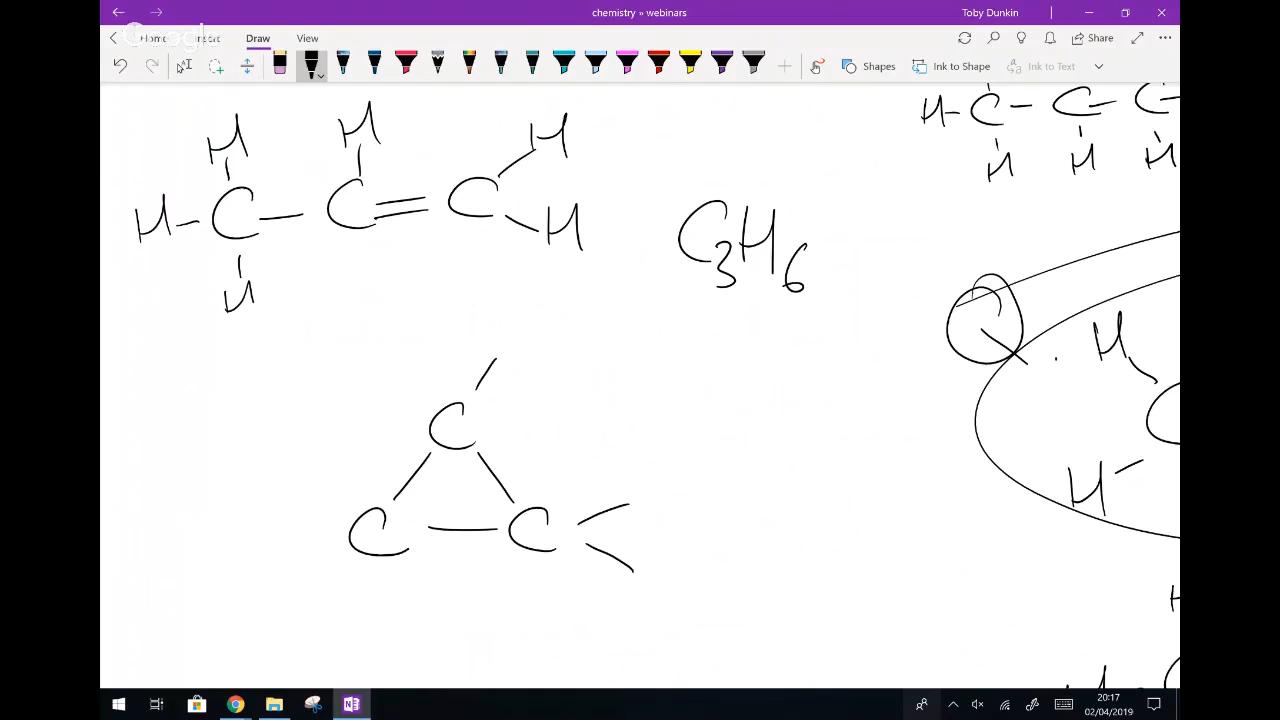 chemistry » webinars
Toby Dunkin
Home Insert Draw View
Share
Shapes Ink to Shape Ink to Text
H H H
H-C-C=C
H H
C3H6
H-C-C-C
H H H
H
H
C
C C
H
20:17
02/04/2019